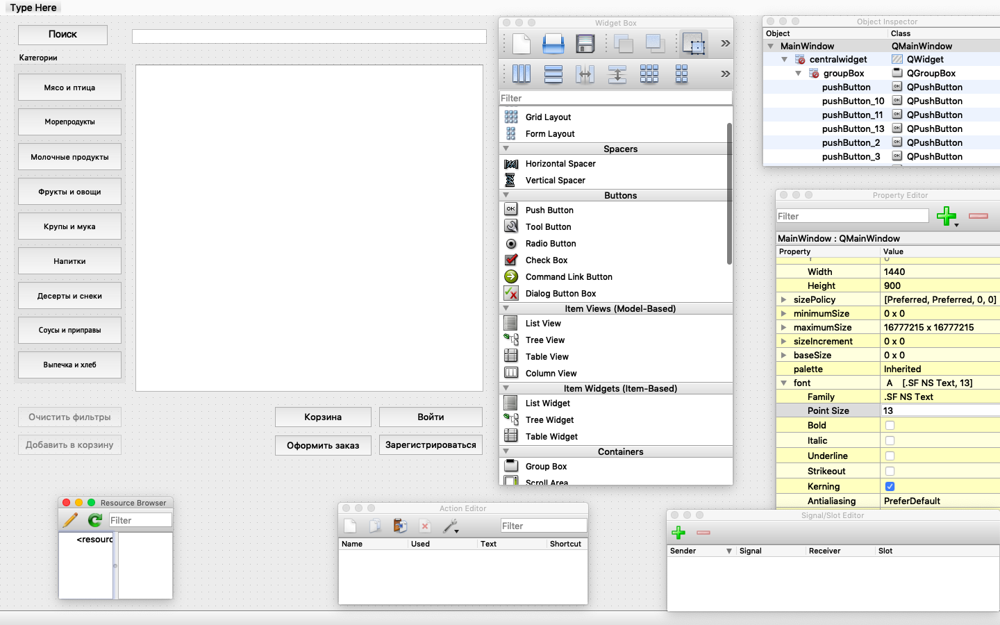 Type Here
Поиск
Категории
Мясо и птица
Морепродукты
Молочные продукты
Фрукты и овощи
Крупы и мука
Напитки
Десерты и снеки
Соусы и приправы
Выпечка и хлеб
Очистить фильтры
Добавить в корзину
Корзина
Войти
Оформить заказ
Зарегистрироваться
Widget Box
Filter
Grid Layout
Form Layout
Spacers
Horizontal Spacer
Vertical Spacer
Buttons
OK Push Button
Tool Button
Radio Button
Check Box
Command Link Button
Dialog Button Box
Item Views (Model-Based)
List View
Tree View
Table View
Column View
Item Widgets (Item-Based)
List Widget
Tree Widget
Table Widget
Containers
Group Box
Scroll Area
Object Inspector
Object Class
MainWindow QMainWindow
centralwidget QWidget
groupBox QGroupBox
pushButton OK QPushButton
pushButton_10 OK QPushButton
pushButton_11 OK QPushButton
pushButton_13 OK QPushButton
pushButton_2 OK QPushButton
pushButton_3 OK QPushButton
Property Editor
Filter
MainWindow : QMainWindow
Property Value
Y 0
Width 1440
Height 900
sizePolicy [Preferred, Preferred, 0, 0]
minimumSize 0 x 0
maximumSize 16777215 x 16777215
sizeIncrement 0 x 0
baseSize 0 x 0
palette Inherited
font A [.SF NS Text, 13]
Family .SF NS Text
Point Size 13
Bold
Italic
Underline
Strikeout
Kerning
Antialiasing PreferDefault
Resource Browser
Filter
<resourc
Action Editor
Filter
Name Used Text Shortcut
Signal/Slot Editor
Sender Signal Receiver Slot